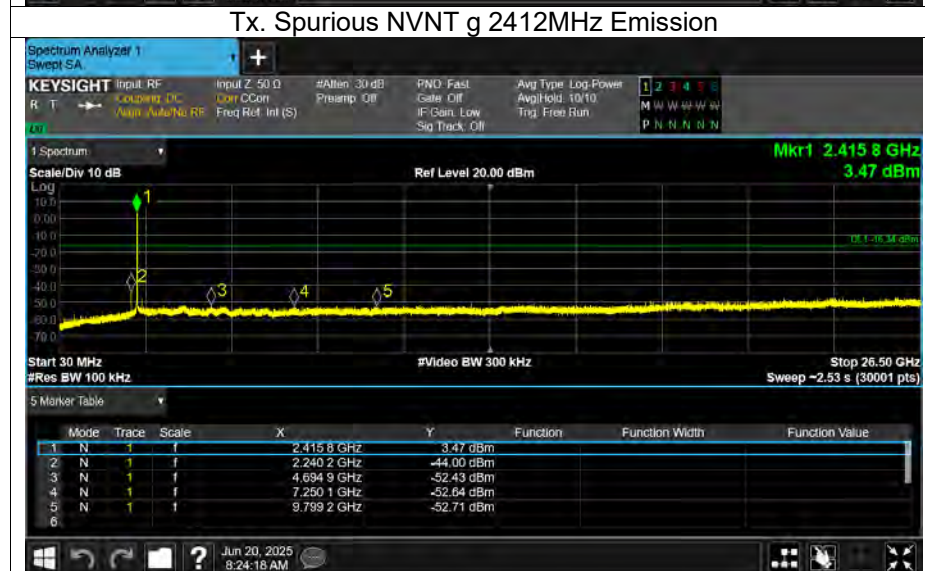 Tx. Spurious NVNT g 2412MHz Emission
Spectrum Analyzer 1
Swept SA
+
KEYSIGHT Input: RF Input Z: 50 Ω #Atten: 30 dB PNO: Fast Avg Type: Log-Power 1 2 3 4 5 6
R T Coupling: DC Corr CCorr Preamp: Off Gate: Off Avg|Hold: 10/10 M W W W W W
Align: Auto/No RF Freq Ref: Int (S) IF Gain: Low Trig: Free Run
Sig Track: Off P N N N N N
1 Spectrum Mkr1 2.415 8 GHz
Scale/Div 10 dB Ref Level 20.00 dBm 3.47 dBm
Log
10.0
0.00
-10.0
DL1 -16.34 dBm
-20.0
-30.0
-40.0
-50.0
-60.0
-70.0
1
2
3
4
5
Start 30 MHz #Video BW 300 kHz Stop 26.50 GHz
#Res BW 100 kHz Sweep ~2.53 s (30001 pts)
5 Marker Table
Mode Trace Scale X Y Function Function Width Function Value
1 N 1 f 2.415 8 GHz 3.47 dBm
2 N 1 f 2.240 2 GHz -44.00 dBm
3 N 1 f 4.694 9 GHz -52.43 dBm
4 N 1 f 7.250 1 GHz -52.64 dBm
5 N 1 f 9.799 2 GHz -52.71 dBm
6
? Jun 20, 2025
8:24:18 AM